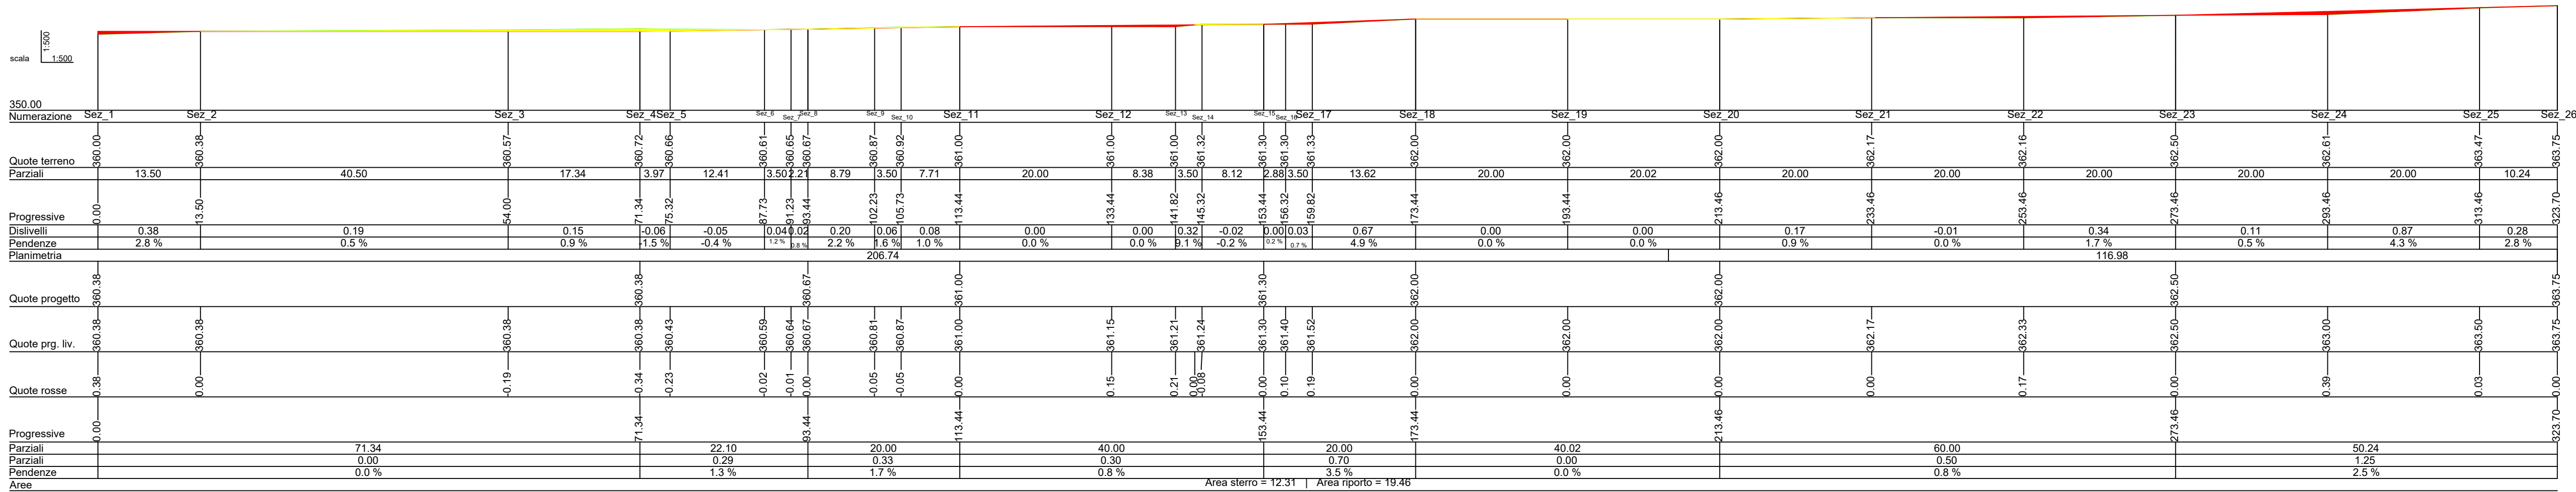 1:500
scala 1:500
350.00
Numerazione Sez_1 Sez_2 Sez_3 Sez_4 Sez_5 Sez_6 Sez_7 Sez_8 Sez_9 Sez_10 Sez_11 Sez_12 Sez_13 Sez_14 Sez_15 Sez_16 Sez_17 Sez_18 Sez_19 Sez_20 Sez_21 Sez_22 Sez_23 Sez_24 Sez_25 Sez_26
Quote terreno 360.00 360.38 360.57 360.72 360.66 360.61 360.65 360.67 360.87 360.92 361.00 361.00 361.00 361.32 361.30 361.30 361.33 362.00 362.00 362.00 362.17 362.16 362.50 362.61 363.47 363.75
Parziali 13.50 40.50 17.34 3.97 12.41 3.50 2.21 8.79 3.50 7.71 20.00 8.38 3.50 8.12 2.88 3.50 13.62 20.00 20.02 20.00 20.00 20.00 20.00 20.00 10.24
Progressive 0.00 13.50 54.00 71.34 75.32 87.73 91.23 93.44 102.23 105.73 113.44 133.44 141.82 145.32 153.44 156.32 159.82 173.44 193.44 213.46 233.46 253.46 273.46 293.46 313.46 323.70
Dislivelli 0.38 0.19 0.15 -0.06 -0.05 0.04 0.02 0.20 0.06 0.08 0.00 0.00 0.32 -0.02 0.00 0.03 0.67 0.00 0.00 0.17 -0.01 0.34 0.11 0.87 0.28
Pendenze 2.8 % 0.5 % 0.9 % -1.5 % -0.4 % 1.2 % 0.8 % 2.2 % 1.6 % 1.0 % 0.0 % 0.0 % 9.1 % -0.2 % 0.2 % 0.7 % 4.9 % 0.0 % 0.0 % 0.9 % 0.0 % 1.7 % 0.5 % 4.3 % 2.8 %
Planimetria 206.74 116.98
Quote progetto 360.38 360.38 360.67 361.00 361.30 362.00 362.00 362.50 363.75
Quote prg. liv. 360.38 360.38 360.38 360.38 360.43 360.59 360.64 360.67 360.81 360.87 361.00 361.15 361.21 361.24 361.30 361.40 361.52 362.00 362.00 362.00 362.17 362.33 362.50 363.00 363.50 363.75
Quote rosse 0.38 0.00 -0.19 -0.34 -0.23 -0.02 -0.01 0.00 -0.05 -0.05 0.00 0.15 0.21 0.00 -0.08 0.00 0.10 0.19 0.00 0.00 0.00 0.00 0.17 0.00 0.39 0.03 0.00
Progressive 0.00 71.34 93.44 113.44 153.44 173.44 213.46 273.46 323.70
Parziali 71.34 22.10 20.00 40.00 20.00 40.02 60.00 50.24
Parziali 0.00 0.29 0.33 0.30 0.70 0.00 0.50 1.25
Pendenze 0.0 % 1.3 % 1.7 % 0.8 % 3.5 % 0.0 % 0.8 % 2.5 %
Aree Area sterro = 12.31 | Area riporto = 19.46